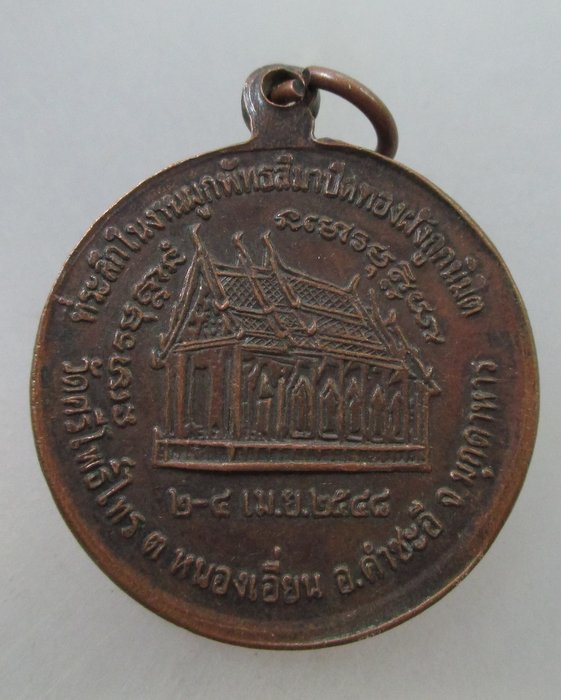 ที่ระลึกในงานผูกพัทธสีมาปิดทองฝังลูกนิมิต
๒-๔ เม.ย.๒๕๔๘
วัดศรีโพธิ์ไทร ต หนองเอี่ยน อ.คำชะอี จ.มุกดาหาร